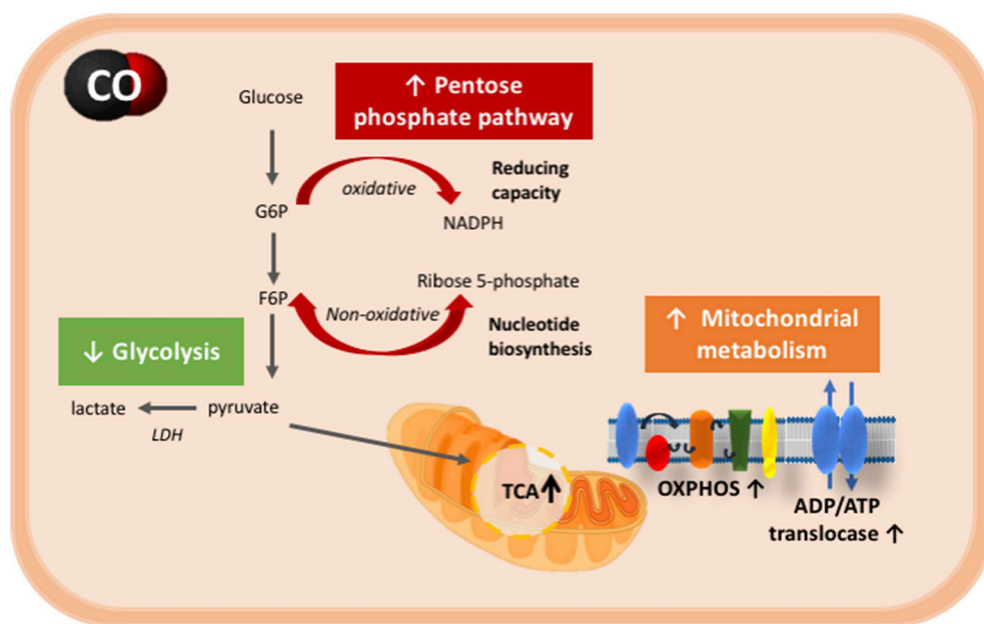 CO
Glucose
↑ Pentose
phosphate pathway
oxidative
Reducing
capacity
G6P
NADPH
Ribose 5-phosphate
F6P
Non-oxidative
Nucleotide
biosynthesis
↓ Glycolysis
↑ Mitochondrial
metabolism
lactate
pyruvate
LDH
TCA↑
OXPHOS ↑
ADP/ATP
translocase ↑